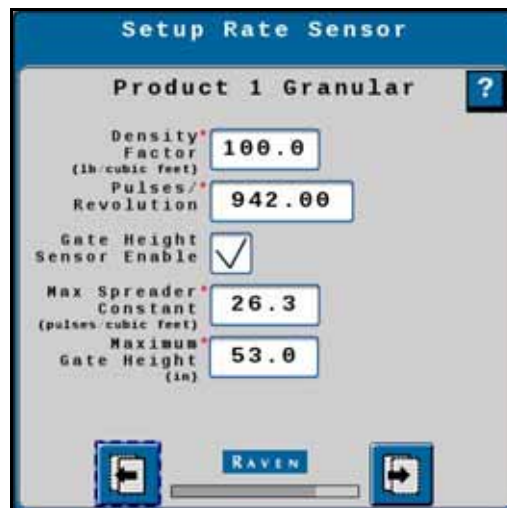 Setup Rate Sensor
Product 1 Granular
?
Density*
Factor
(lb/cubic feet)
100.0
Pulses/*
Revolution
942.00
Gate Height
Sensor Enable
Max Spreader*
Constant
(pulses/cubic feet)
26.3
Maximum*
Gate Height
(in)
53.0
RAVEN